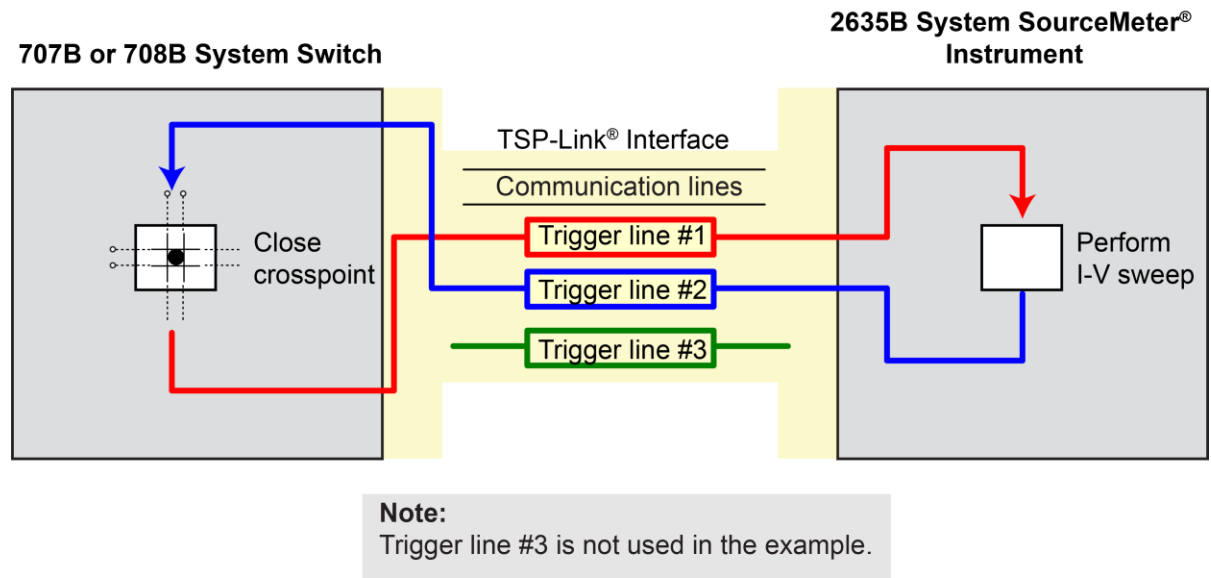 707B or 708B System Switch
2635B System SourceMeter®
Instrument
TSP-Link® Interface
Communication lines
Trigger line #1
Trigger line #2
Trigger line #3
Close
crosspoint
Perform
I-V sweep
Note:
Trigger line #3 is not used in the example.